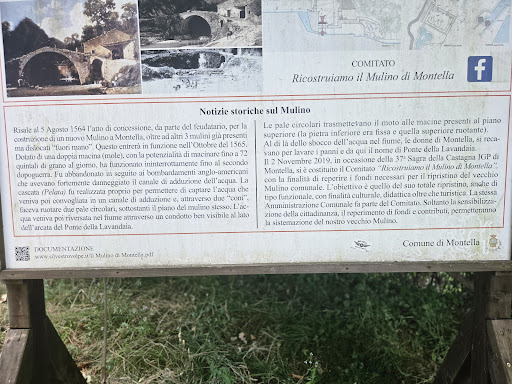 COMITATO
Ricostruiamo il Mulino di Montella
Notizie storiche sul Mulino
Risale al 5 Agosto 1564 l'atto di concessione, da parte del feudatario, per la
costruzione di un nuovo Mulino a Montella, oltre ad altri 3 mulini già presenti
ma dislocati "fuori mano". Questo entrerà in funzione nell'Ottobre del 1565.
Dotato di una doppia macina (mole), con la potenzialità di macinare fino a 72
quintali di grano al giorno, ha funzionato ininterrottamente fino al secondo
dopoguerra. Fu abbandonato in seguito ai bombardamenti anglo-americani
che avevano fortemente danneggiato il canale di adduzione dell'acqua. La
cascata (Pelata) fu realizzata proprio per permettere di captare l'acqua che
veniva poi convogliata in un canale di adduzione e, attraverso due "coni",
faceva ruotare due pale circolari, sottostanti il piano del mulino stesso. L'ac-
qua veniva poi riversata nel fiume attraverso un condotto ben visibile al lato
dell'arcata del Ponte della Lavandaia.
Le pale circolari trasmettevano il moto alle macine presenti al piano
superiore. (la pietra inferiore era fissa e quella superiore ruotante).
Al di là dello sbocco dell'acqua nel fiume, le donne di Montella, si reca-
vano per lavare i panni e da qui il nome di Ponte della Lavandaia.
Il 2 Novembre 2019, in occasione della 37ª Sagra della Castagna IGP di
Montella, si è costituito il Comitato "Ricostruiamo il Mulino di Montella",
con la finalità di reperire i fondi necessari per il ripristino del vecchio
Mulino comunale. L'obiettivo è quello del suo totale ripristino, anche di
tipo funzionale, con finalità culturale, didattica oltre che turistica. La stessa
Amministrazione Comunale fa parte del Comitato. Soltanto la sensibilizza-
zione della cittadinanza, il reperimento di fondi e contributi, permetteranno
la sistemazione del nostro vecchio Mulino.
DOCUMENTAZIONE
www.silvestrovolpe.it/il Mulino di Montella.pdf
Comune di Montella